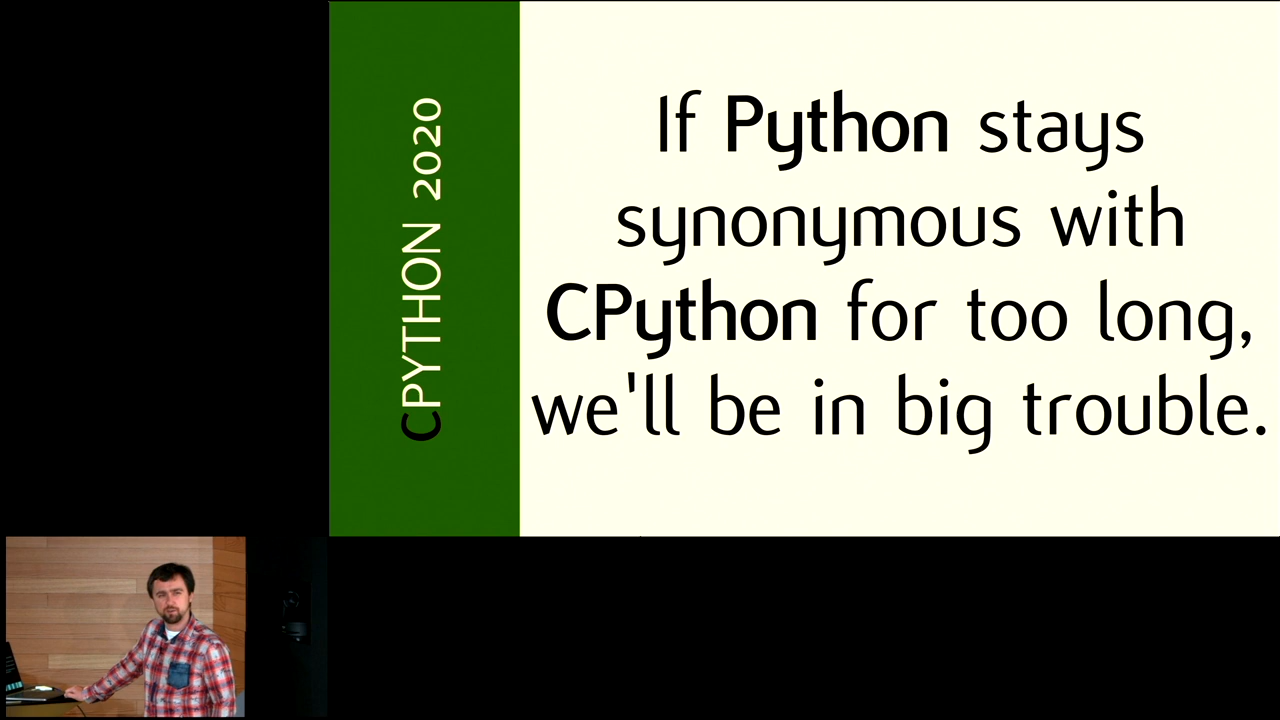 CPYTHON 2020
If Python stays
synonymous with
CPython for too long,
we'll be in big trouble.